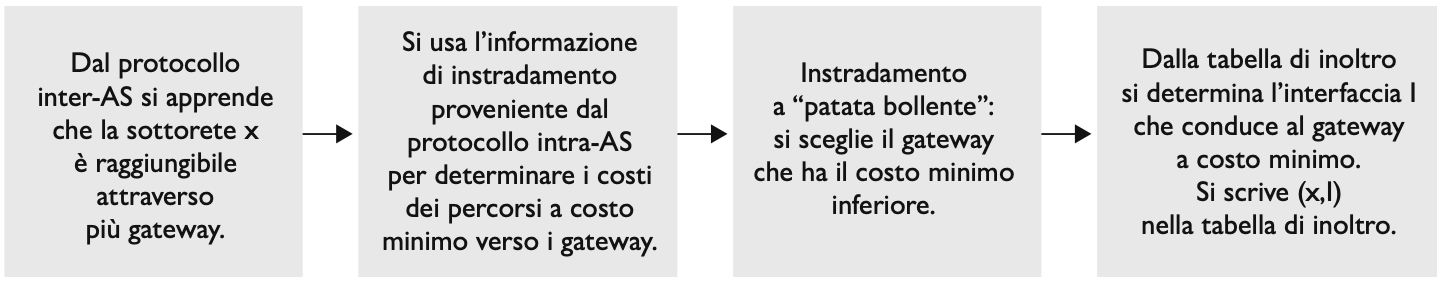 Dal protocollo
inter-AS si apprende
che la sottorete x
è raggiungibile
attraverso
più gateway.
Si usa l’informazione
di instradamento
proveniente dal
protocollo intra-AS
per determinare i costi
dei percorsi a costo
minimo verso i gateway.
Instradamento
a “patata bollente”:
si sceglie il gateway
che ha il costo minimo
inferiore.
Dalla tabella di inoltro
si determina l’interfaccia I
che conduce al gateway
a costo minimo.
Si scrive (x,I)
nella tabella di inoltro.